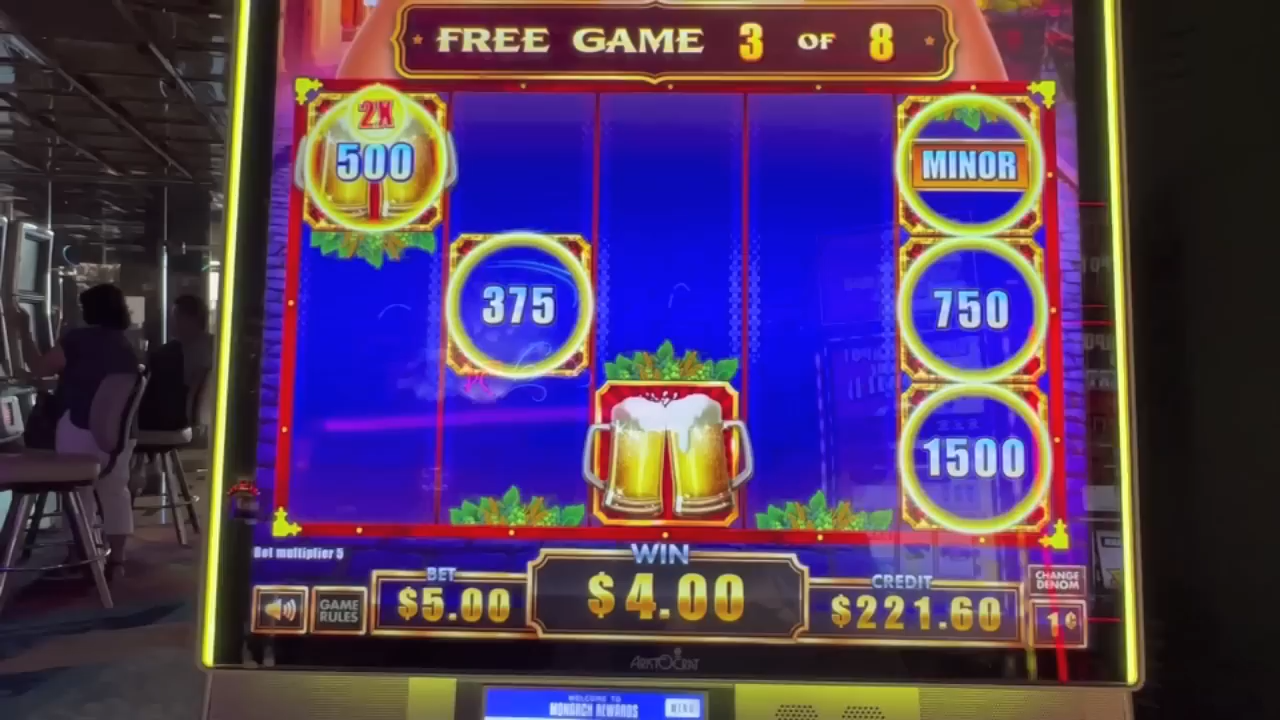 FREE GAME 3 OF 8
2X
500
MINOR
375
750
1500
Bet multiplier 5
BET
$5.00
WIN
$4.00
CREDIT
$221.60
CHANGE
DENOM
1¢
GAME
RULES
ARISTOCRAT
WELCOME TO
MONARCH REWARDS
MENU